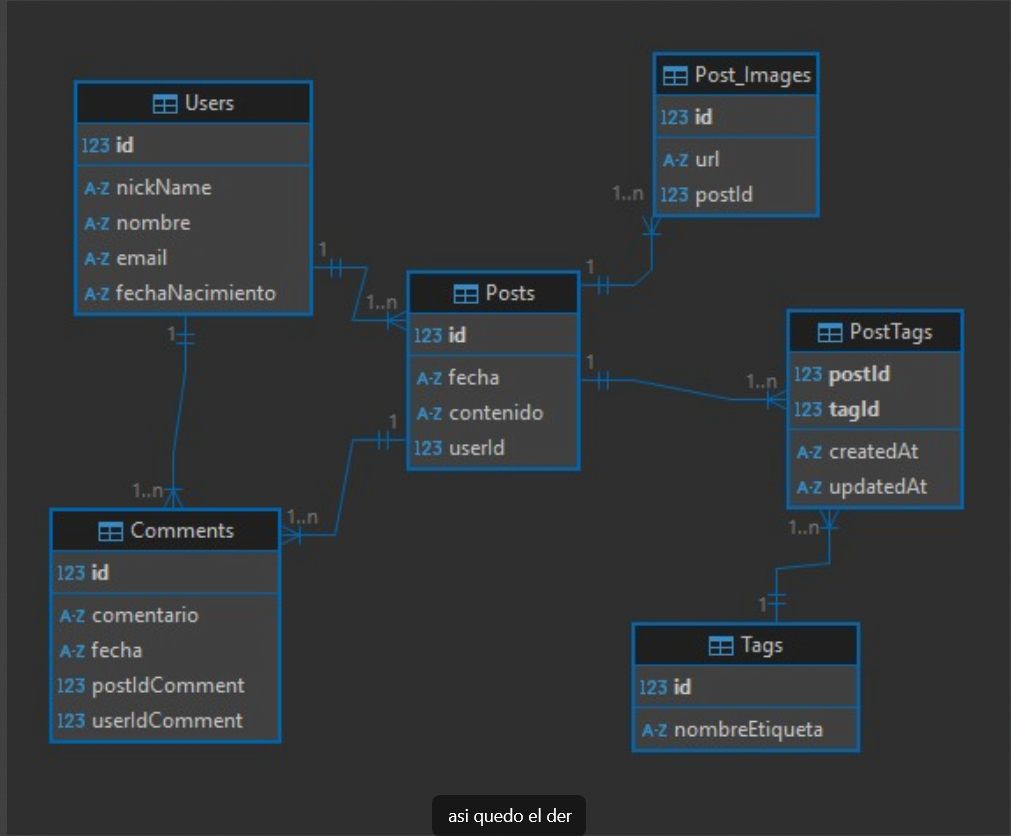 Users
123 id
A-Z nickName
A-Z nombre
A-Z email
A-Z fechaNacimiento
Post_Images
123 id
A-Z url
123 postId
1..n
1
1
1..n
Posts
123 id
A-Z fecha
A-Z contenido
123 userId
1
1..n
PostTags
123 postId
123 tagId
A-Z createdAt
A-Z updatedAt
1
1..n
1
1..n
Comments
123 id
A-Z comentario
A-Z fecha
123 postIdComment
123 userIdComment
1..n
1
Tags
123 id
A-Z nombreEtiqueta
asi quedo el der